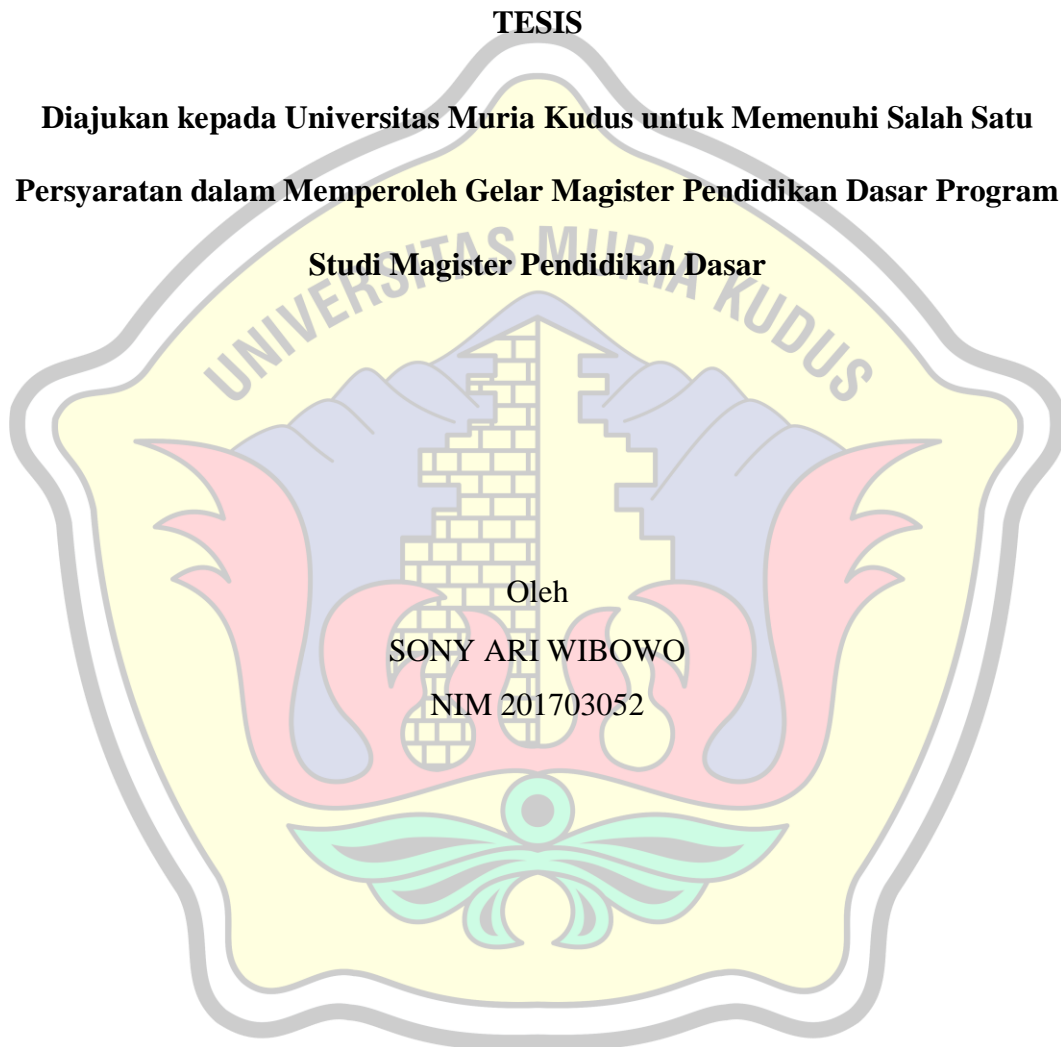 TESIS
Diajukan kepada Universitas Muria Kudus untuk Memenuhi Salah Satu
Persyaratan dalam Memperoleh Gelar Magister Pendidikan Dasar Program
Studi Magister Pendidikan Dasar
UNIVERSITAS MURIA KUDUS
Oleh
SONY ARI WIBOWO
NIM 201703052